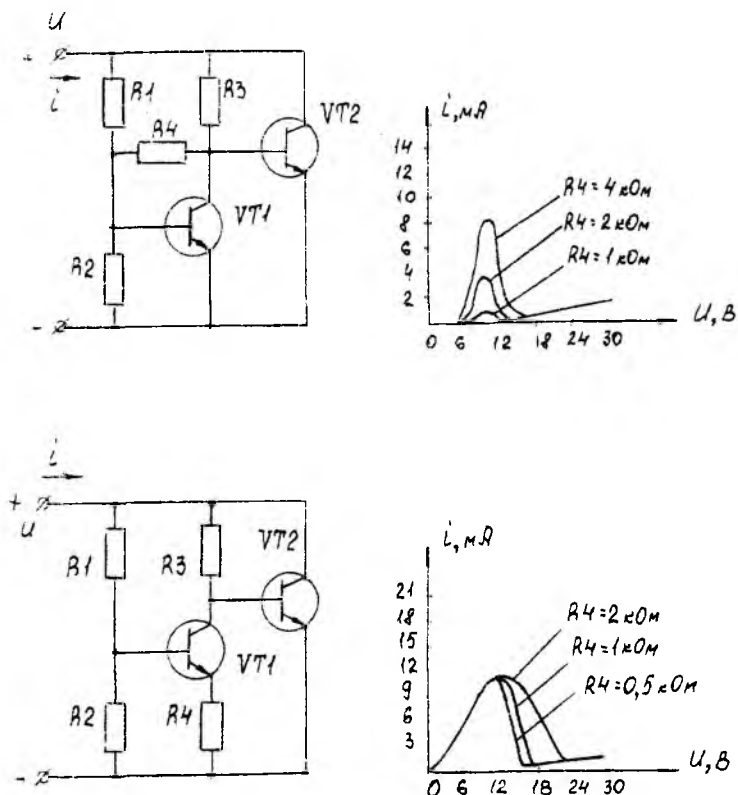 U
+
i
R1
R3
R4
VT2
VT1
R2
-
i, мА
14
12
10
8
6
4
2
R4=4 кОм
R4=2 кОм
R4=1 кОм
U, В
0 6 12 18 24 30
i
+
U
R1
R3
VT2
VT1
R2
R4
-
i, мА
21
18
15
12
9
6
3
R4=2 кОм
R4=1 кОм
R4=0,5 кОм
U, В
0 6 12 18 24 30